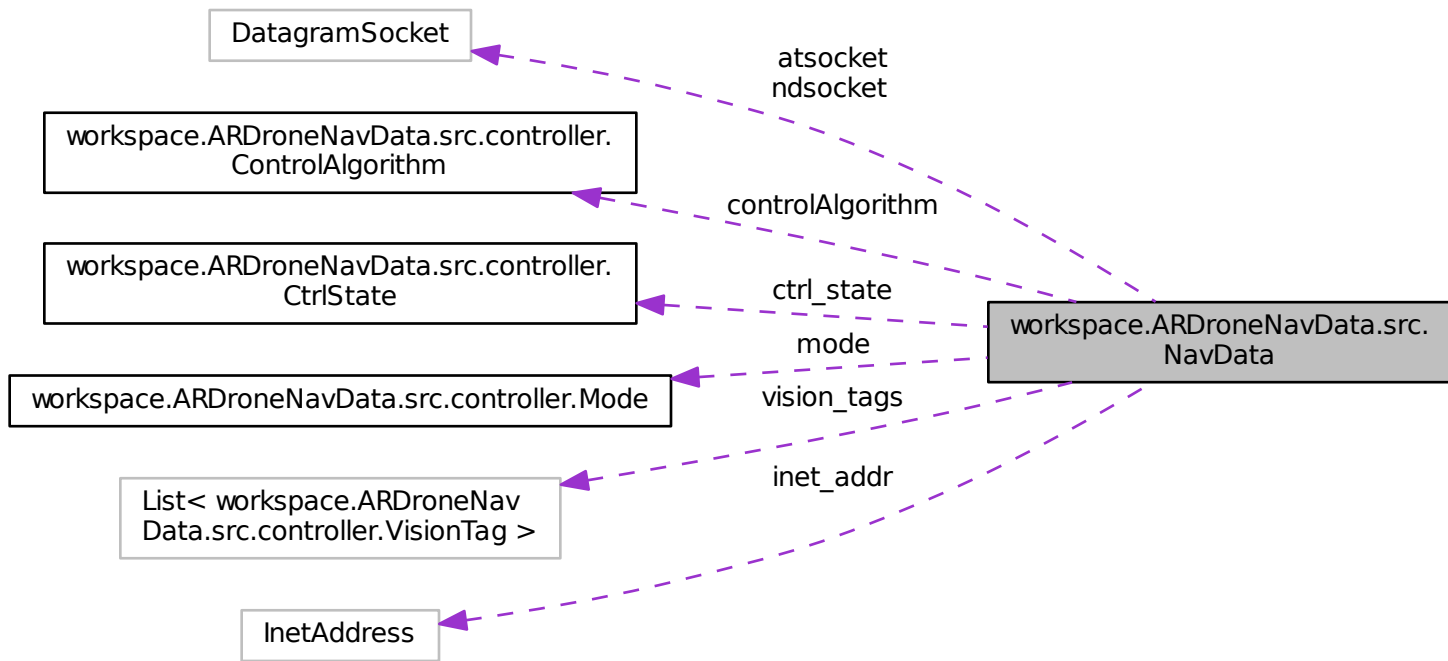 DatagramSocket
atsocket
ndsocket
workspace.ARDroneNavData.src.controller.
ControlAlgorithm
controlAlgorithm
workspace.ARDroneNavData.src.controller.
CtrlState
ctrl_state
workspace.ARDroneNavData.src.
NavData
mode
workspace.ARDroneNavData.src.controller.Mode
vision_tags
List< workspace.ARDroneNav
Data.src.controller.VisionTag >
inet_addr
InetAddress